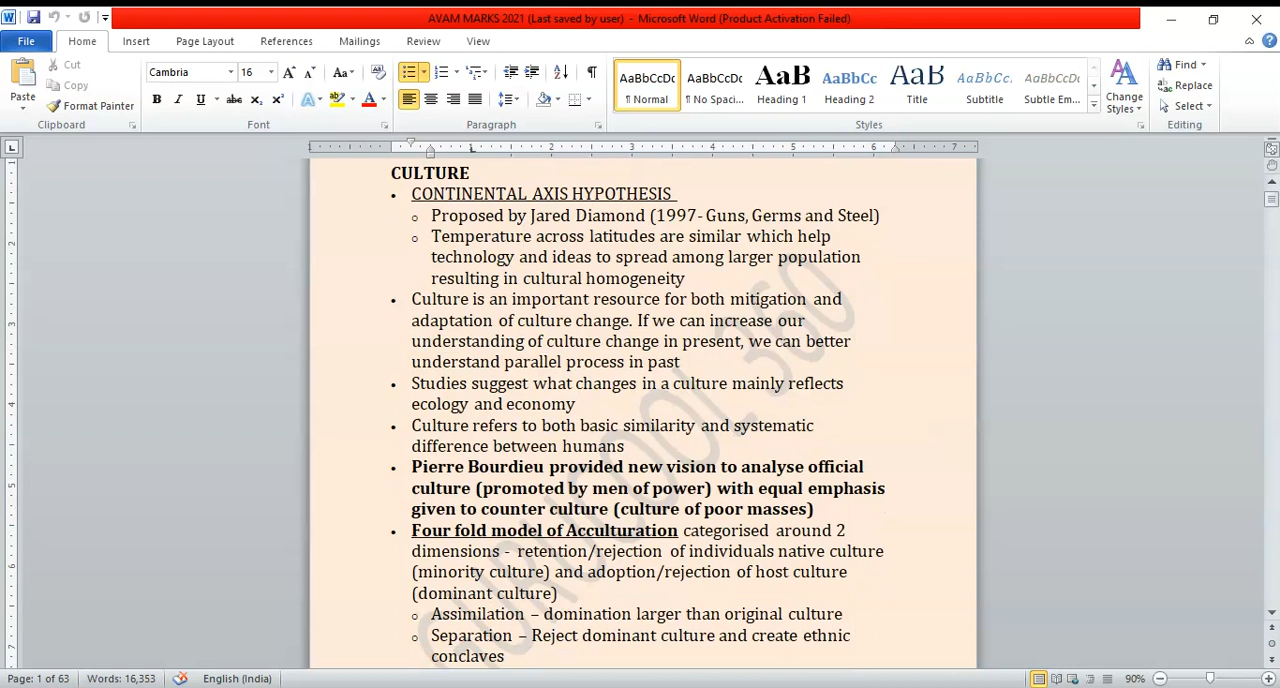 AVAM MARKS 2021 (Last saved by user) - Microsoft Word (Product Activation Failed)
File Home Insert Page Layout References Mailings Review View
Cut
Copy
Format Painter
Paste
Clipboard
Cambria 16
Font
Paragraph
AaBbCcDc AaBbCcDc AaB AaBbCc AaB AaBbCc. AaBbCcDc
¶ Normal ¶ No Spaci... Heading 1 Heading 2 Title Subtitle Subtle Em...
Change
Styles
Styles
Find
Replace
Select
Editing
CULTURE
• CONTINENTAL AXIS HYPOTHESIS
o Proposed by Jared Diamond (1997- Guns, Germs and Steel)
o Temperature across latitudes are similar which help
technology and ideas to spread among larger population
resulting in cultural homogeneity
• Culture is an important resource for both mitigation and
adaptation of culture change. If we can increase our
understanding of culture change in present, we can better
understand parallel process in past
• Studies suggest what changes in a culture mainly reflects
ecology and economy
• Culture refers to both basic similarity and systematic
difference between humans
• Pierre Bourdieu provided new vision to analyse official
culture (promoted by men of power) with equal emphasis
given to counter culture (culture of poor masses)
• Four fold model of Acculturation categorised around 2
dimensions - retention/rejection of individuals native culture
(minority culture) and adoption/rejection of host culture
(dominant culture)
o Assimilation – domination larger than original culture
o Separation – Reject dominant culture and create ethnic
conclaves
GURUCOOL 360
Page: 1 of 63 Words: 16,353 English (India) 90%